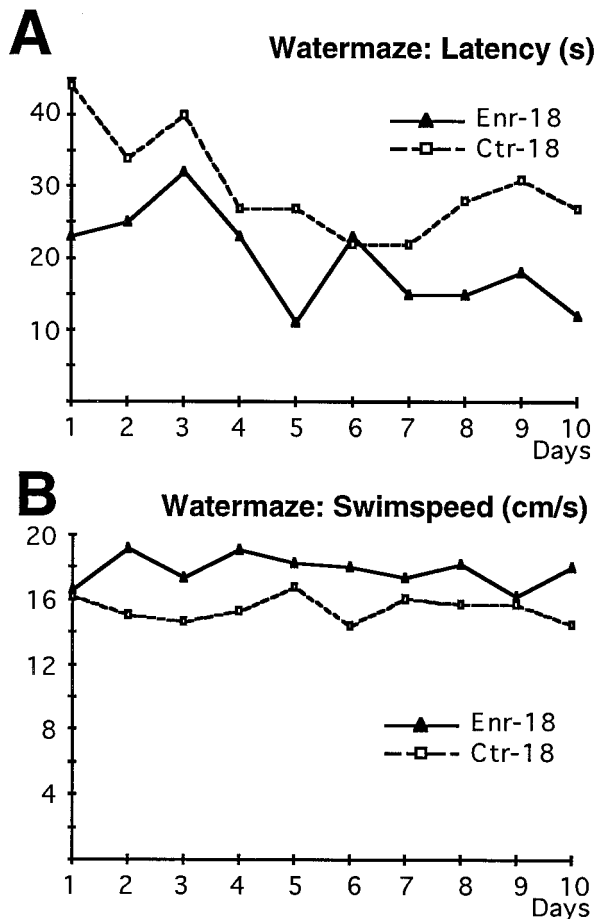 A
Watermaze: Latency (s)
40
30
20
10
Enr-18
Ctr-18
1 2 3 4 5 6 7 8 9 10
Days
B
Watermaze: Swimspeed (cm/s)
20
16
12
8
4
Enr-18
Ctr-18
1 2 3 4 5 6 7 8 9 10
Days